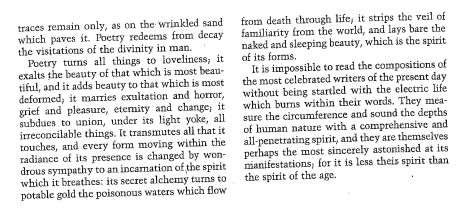 traces remain only, as on the wrinkled sand
which paves it. Poetry redeems from decay
the visitations of the divinity in man.
Poetry turns all things to loveliness; it
exalts the beauty of that which is most beau-
tiful, and it adds beauty to that which is most
deformed; it marries exultation and horror,
grief and pleasure, eternity and change; it
subdues to union, under its light yoke, all
irreconcilable things. It transmutes all that it
touches, and every form moving within the
radiance of its presence is changed by won-
drous sympathy to an incarnation of the spirit
which it breathes: its secret alchemy turns to
potable gold the poisonous waters which flow
from death through life; it strips the veil of
familiarity from the world, and lays bare the
naked and sleeping beauty, which is the spirit
of its forms.
It is impossible to read the compositions of
the most celebrated writers of the present day
without being startled with the electric life
which burns within their words. They mea-
sure the circumference and sound the depths
of human nature with a comprehensive and
all-penetrating spirit, and they are themselves
perhaps the most sincerely astonished at its
manifestations; for it is less theis spirit than
the spirit of the age.